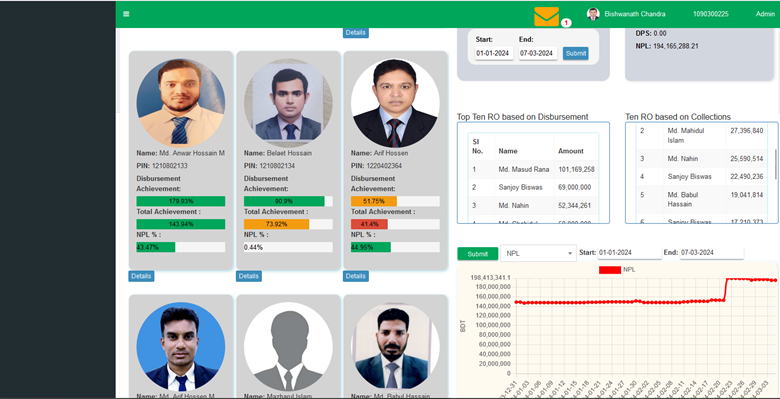 1
Bishwanath Chandra
1090300225
Admin
Details
Start:
End:
01-01-2024
07-03-2024
Submit
DPS: 0.00
NPL: 194,165,288.21
Name: Md. Anwar Hossain M
PIN: 1210802133
Disbursement
Achievement:
179.93%
Total Achievement :
143.94%
NPL % :
43.47%
Details
Name: Belaet Hossain
PIN: 1210802134
Disbursement
Achievement:
90.9%
Total Achievement :
73.92%
NPL % :
0.44%
Details
Name: Arif Hossen
PIN: 1220402364
Disbursement
Achievement:
51.75%
Total Achievement :
41.4%
NPL % :
44.96%
Details
Top Ten RO based on Disbursement
Sl No. Name Amount
1 Md. Masud Rana 101,169,258
2 Sanjoy Biswas 69,000,000
3 Md. Nahin 52,344,261
Ten RO based on Collections
2 Md. Mahidul Islam 27,396,840
3 Md. Nahin 25,590,514
4 Sanjoy Biswas 22,490,236
5 Md. Babul Hassain 19,041,814
6 Sanjoy Biswas 17,210,373
Submit
NPL
Start: 01-01-2024
End: 07-03-2024
NPL
198,413,341.1
180,000,000
160,000,000
140,000,000
120,000,000
100,000,000
80,000,000
60,000,000
40,000,000
20,000,000
0
BDT
Md. Arif Hossen M
Mazharul Islam
Name: Md. Babul Hassain